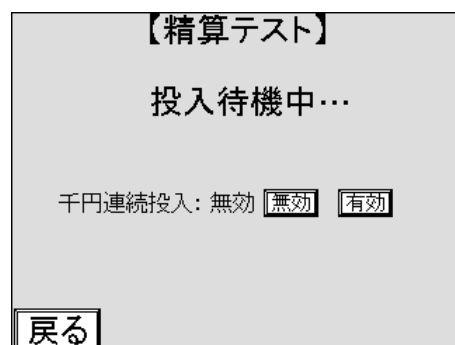 【精算テスト】
投入待機中…
千円連続投入: 無効 無効 有効
戻る